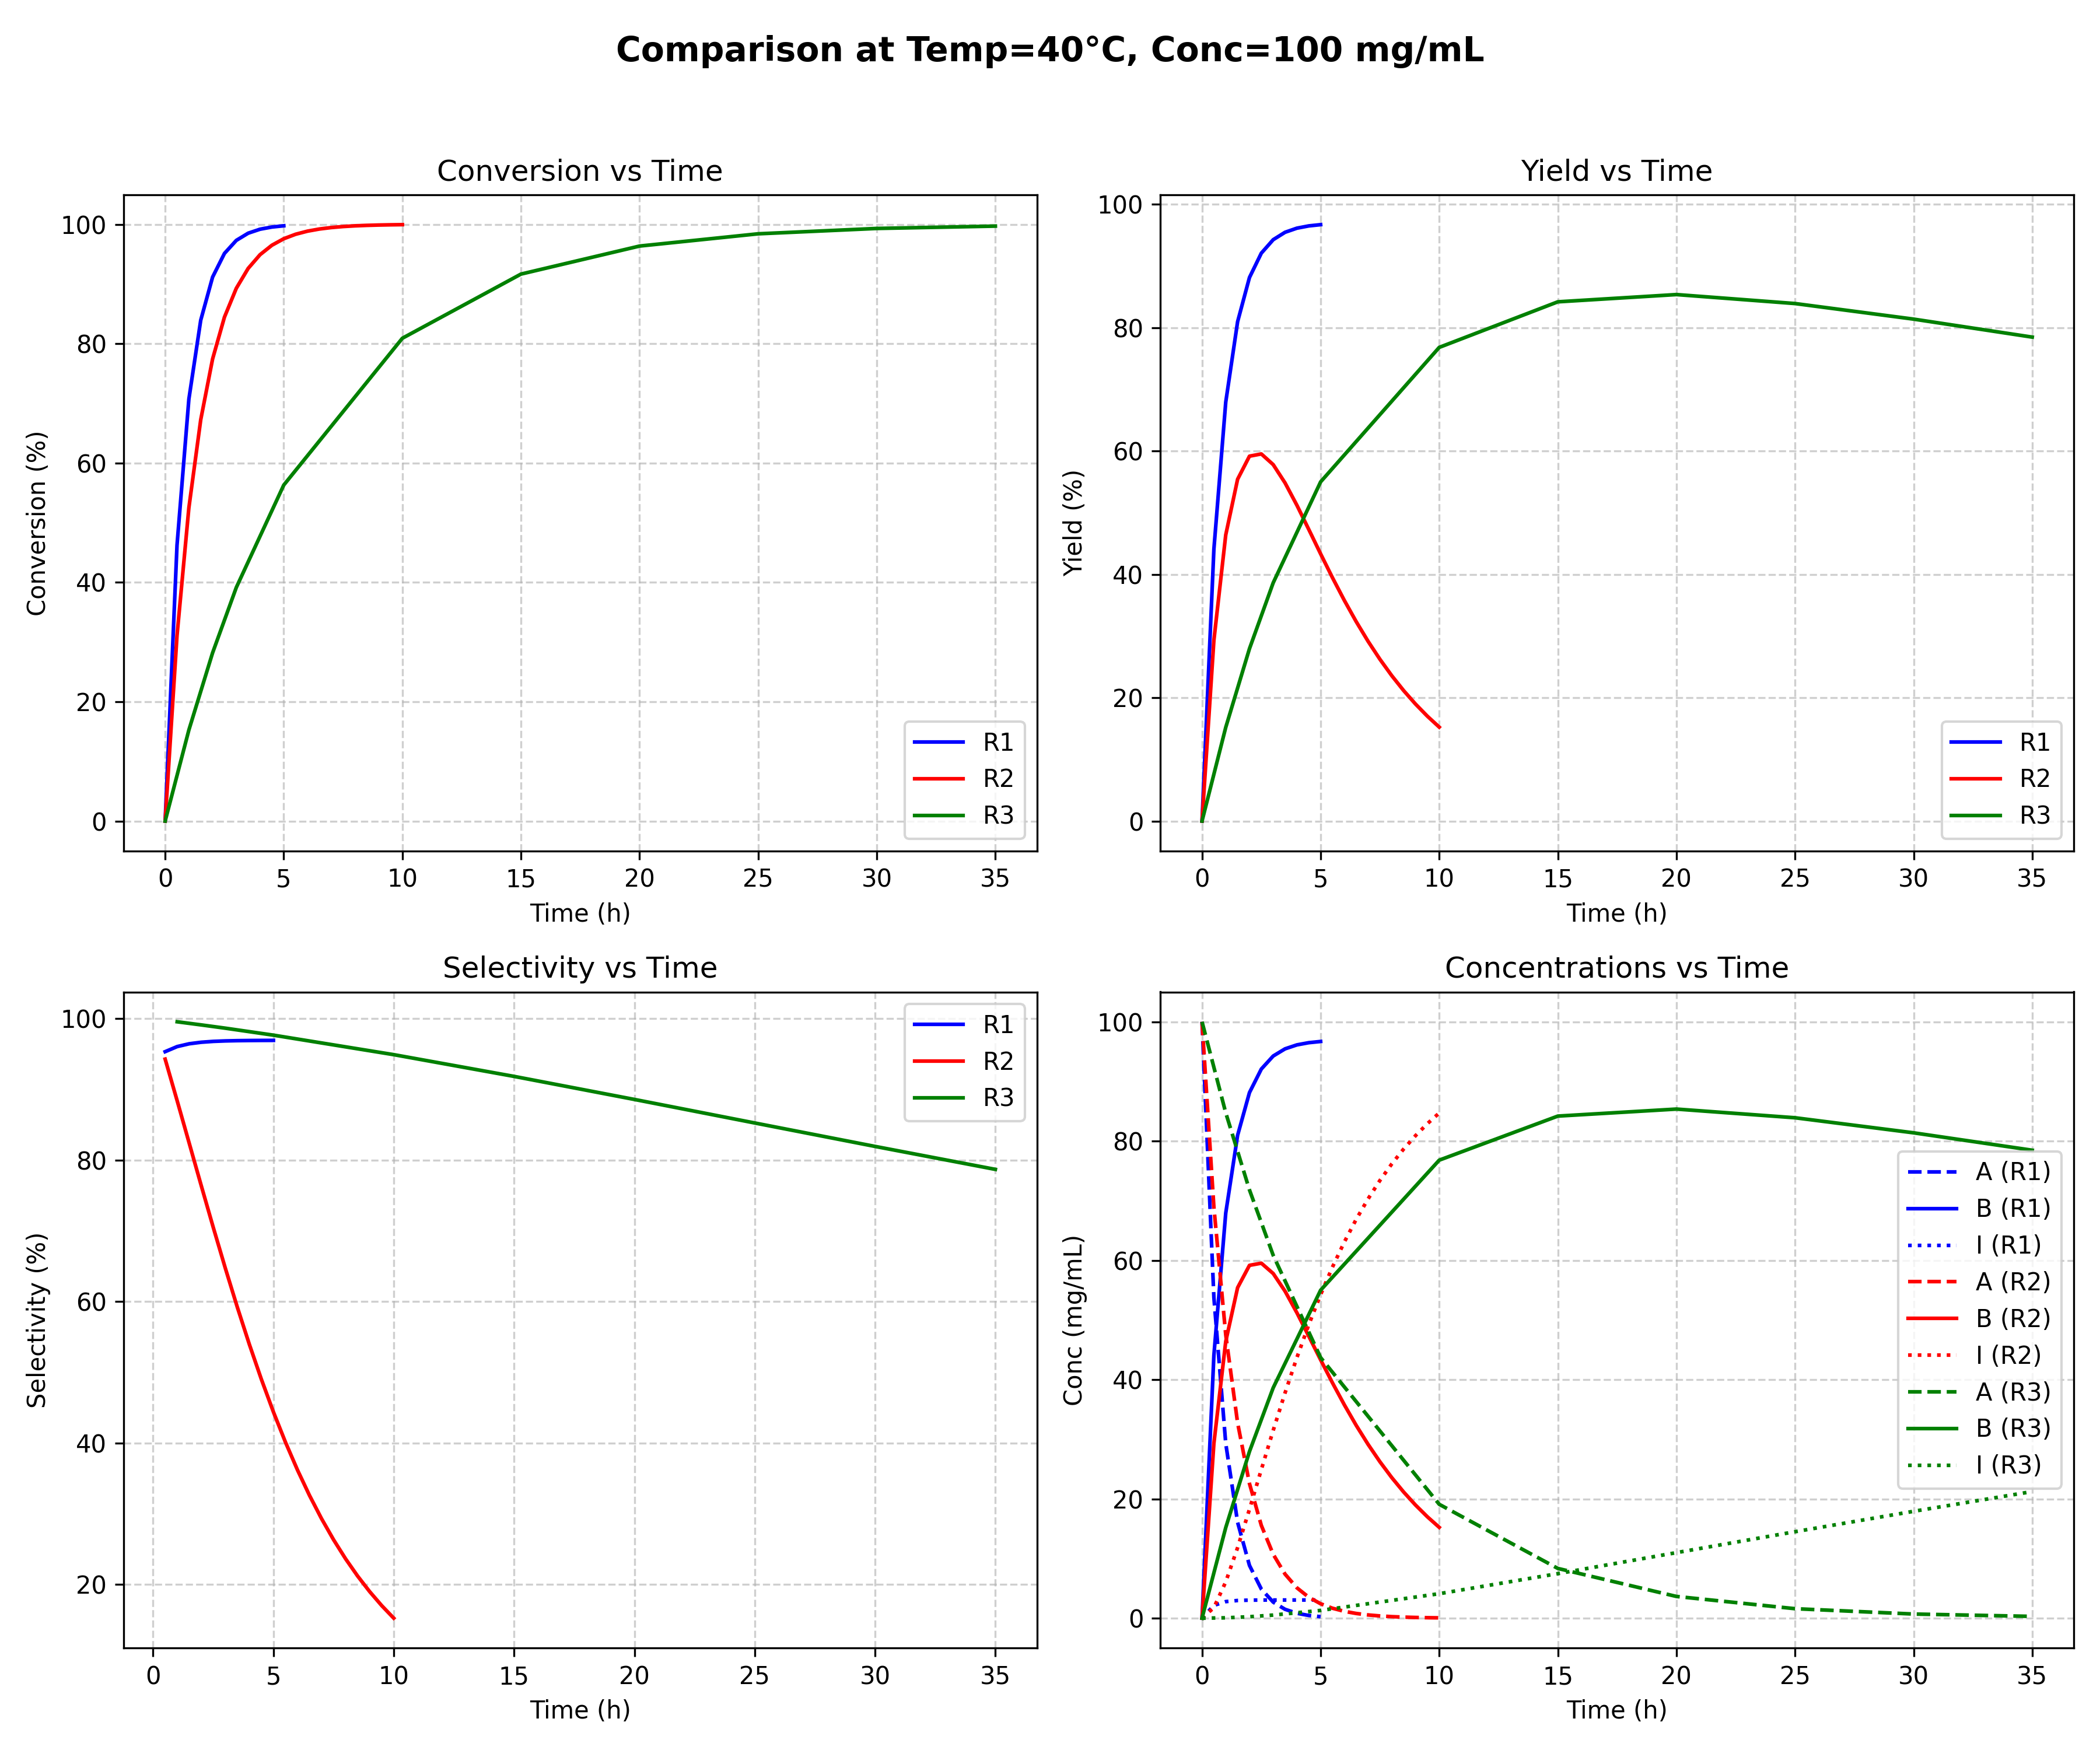 Comparison at Temp=40°C, Conc=100 mg/mL
Conversion vs Time
Conversion (%)
100
80
60
40
20
0
0 5 10 15 20 25 30 35
Time (h)
R1
R2
R3
Yield vs Time
Yield (%)
100
80
60
40
20
0
0 5 10 15 20 25 30 35
Time (h)
R1
R2
R3
Selectivity vs Time
Selectivity (%)
100
80
60
40
20
0 5 10 15 20 25 30 35
Time (h)
R1
R2
R3
Concentrations vs Time
Conc (mg/mL)
100
80
60
40
20
0
0 5 10 15 20 25 30 35
Time (h)
A (R1)
B (R1)
I (R1)
A (R2)
B (R2)
I (R2)
A (R3)
B (R3)
I (R3)